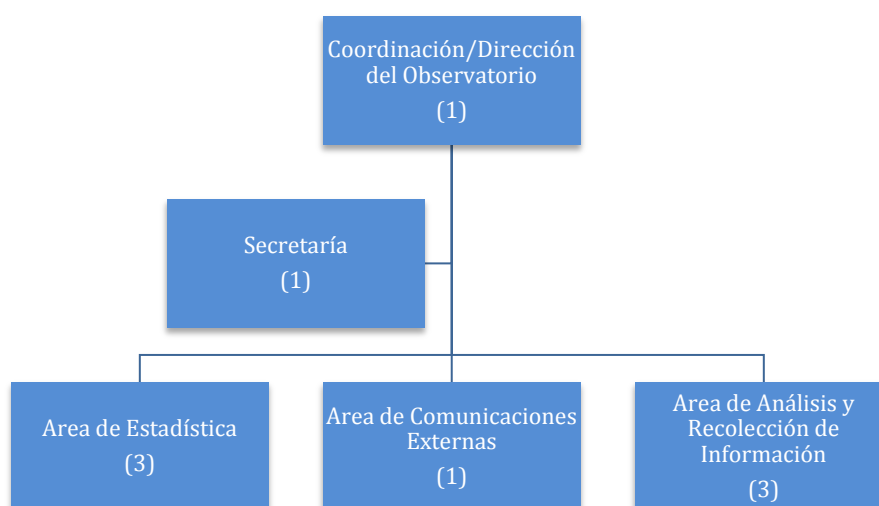 Coordinación/Dirección
del Observatorio
(1)
Secretaría
(1)
Area de Estadística
(3)
Area de Comunicaciones
Externas
(1)
Area de Análisis y
Recolección de
Información
(3)